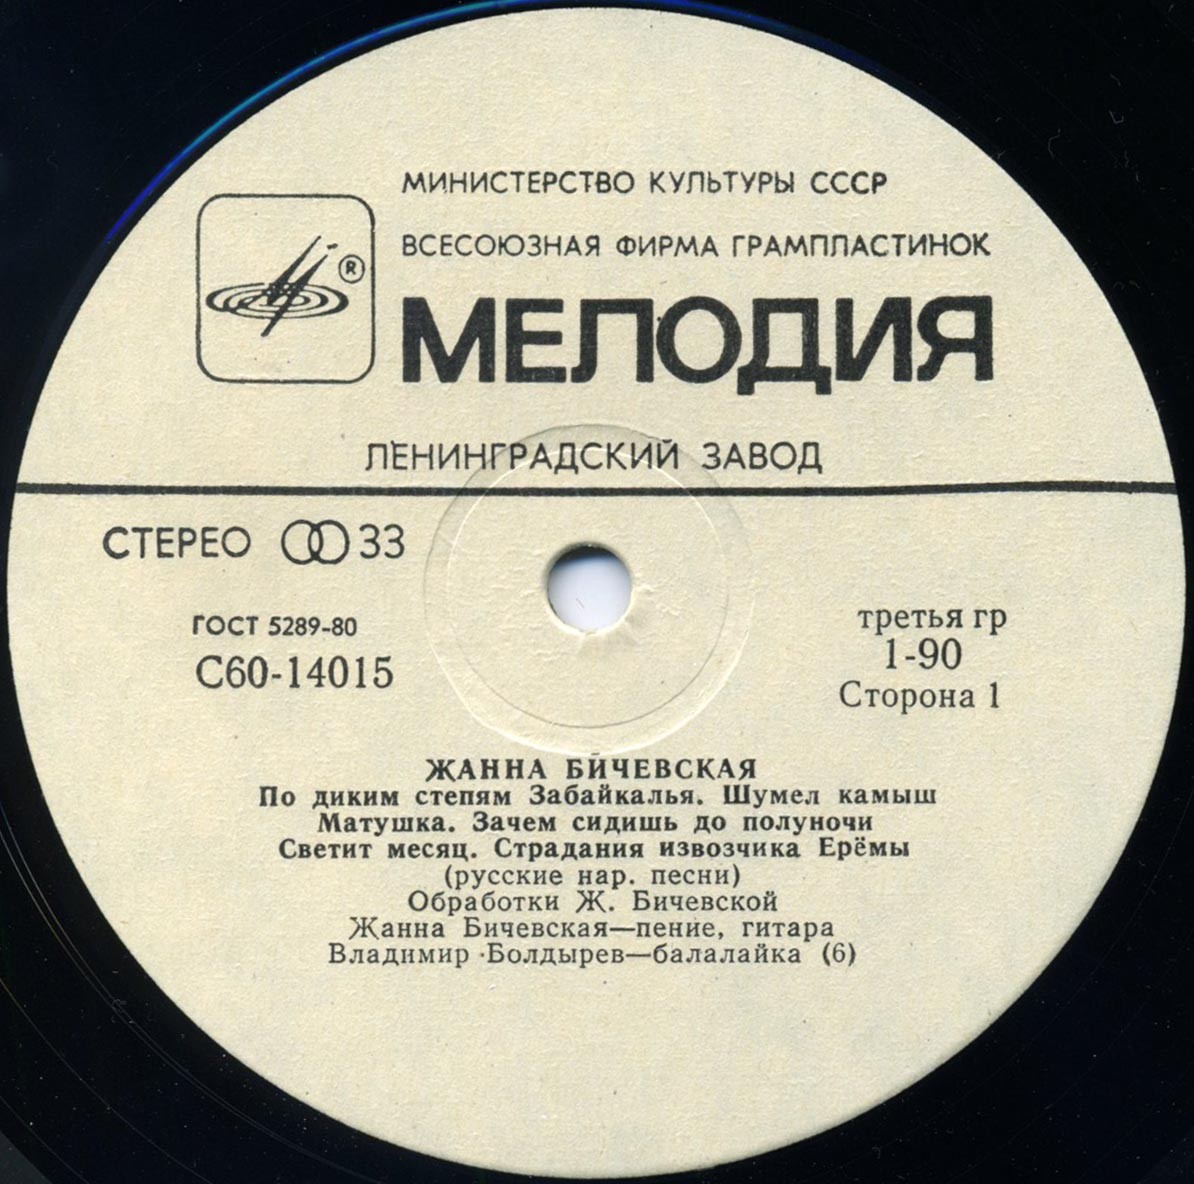 МИНИСТЕРСТВО КУЛЬТУРЫ СССР
ВСЕСОЮЗНАЯ ФИРМА ГРАМПЛАСТИНОК
®
МЕЛОДИЯ
ЛЕНИНГРАДСКИЙ ЗАВОД
СТЕРЕО 33
ГОСТ 5289-80
С60-14015
третья гр
1-90
Сторона 1
ЖАННА БИЧЕВСКАЯ
По диким степям Забайкалья. Шумел камыш
Матушка. Зачем сидишь до полуночи
Светит месяц. Страдания извозчика Ерёмы
(русские нар. песни)
Обработки Ж. Бичевской
Жанна Бичевская—пение, гитара
Владимир Болдырев—балалайка (6)